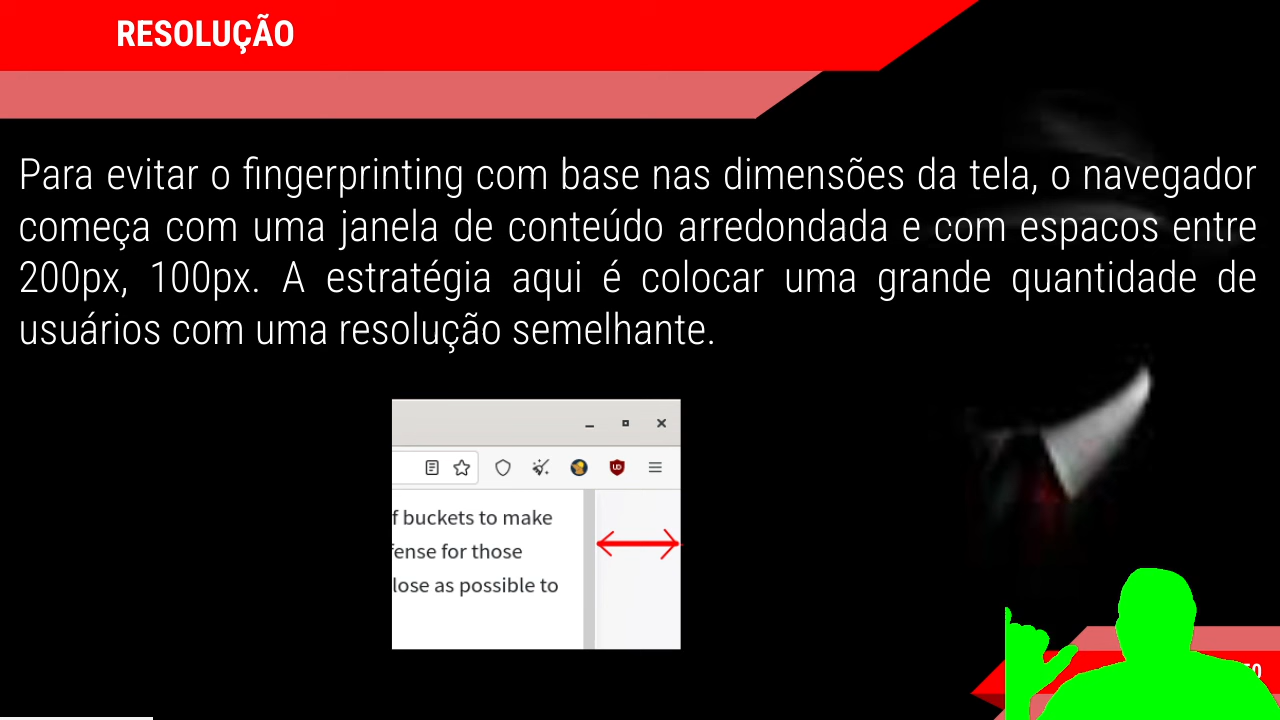 RESOLUÇÃO
Para evitar o fingerprinting com base nas dimensões da tela, o navegador
começa com uma janela de conteúdo arredondada e com espacos entre
200px, 100px. A estratégia aqui é colocar uma grande quantidade de
usuários com uma resolução semelhante.
f buckets to make
fense for those
lose as possible to